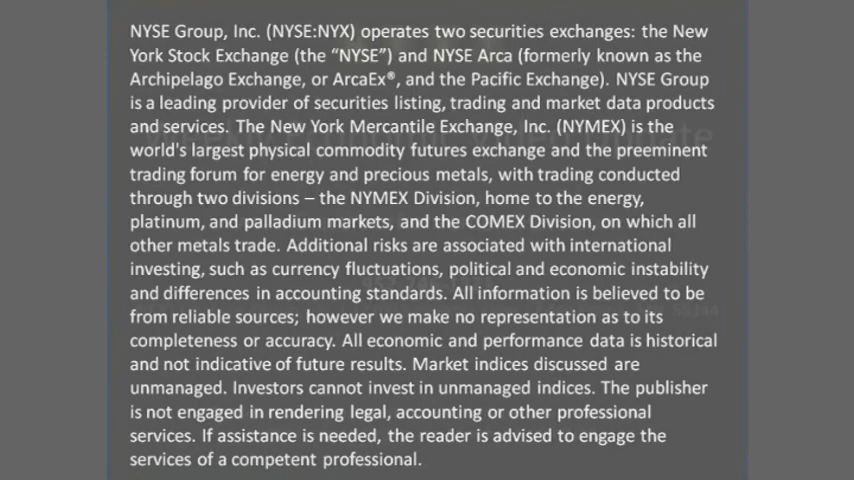 NYSE Group, Inc. (NYSE:NYX) operates two securities exchanges: the New
York Stock Exchange (the “NYSE”) and NYSE Arca (formerly known as the
Archipelago Exchange, or ArcaEx®, and the Pacific Exchange). NYSE Group
is a leading provider of securities listing, trading and market data products
and services. The New York Mercantile Exchange, Inc. (NYMEX) is the
world's largest physical commodity futures exchange and the preeminent
trading forum for energy and precious metals, with trading conducted
through two divisions – the NYMEX Division, home to the energy,
platinum, and palladium markets, and the COMEX Division, on which all
other metals trade. Additional risks are associated with international
investing, such as currency fluctuations, political and economic instability
and differences in accounting standards. All information is believed to be
from reliable sources; however we make no representation as to its
completeness or accuracy. All economic and performance data is historical
and not indicative of future results. Market indices discussed are
unmanaged. Investors cannot invest in unmanaged indices. The publisher
is not engaged in rendering legal, accounting or other professional
services. If assistance is needed, the reader is advised to engage the
services of a competent professional.